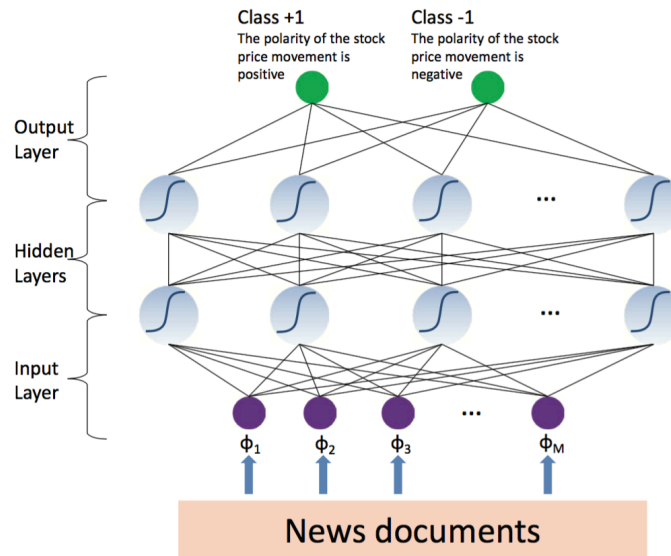 Class +1
The polarity of the stock
price movement is
positive
Class -1
The polarity of the stock
price movement is
negative
Output
Layer
...
Hidden
Layers
...
Input
Layer
...
ϕ1
ϕ2
ϕ3
ϕM
News documents